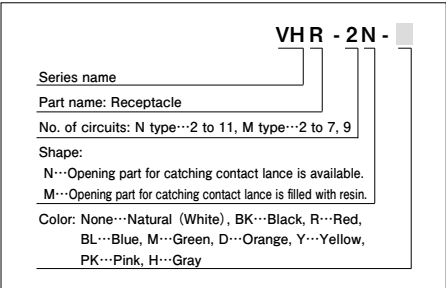 VH R - 2 N -
Series name
Part name: Receptacle
No. of circuits: N type···2 to 11, M type···2 to 7, 9
Shape:
N···Opening part for catching contact lance is available.
M···Opening part for catching contact lance is filled with resin.
Color: None···Natural (White), BK···Black, R···Red,
BL···Blue, M···Green, D···Orange, Y···Yellow,
PK···Pink, H···Gray